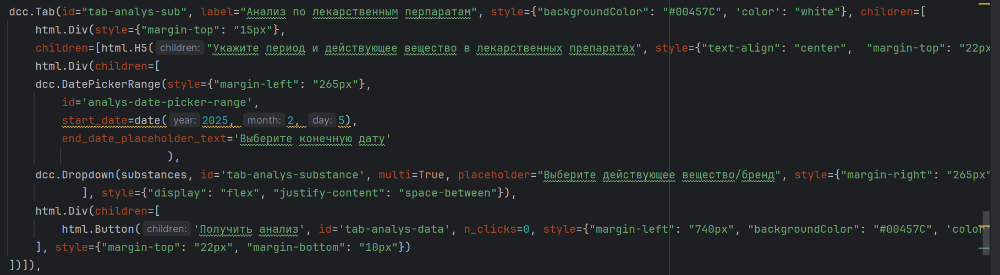 dcc.Tab(id="tab-analys-sub", label="Анализ по лекарственным перпаратам", style={"backgroundColor": "#00457C", 'color': "white"}, children=[
html.Div(style={"margin-top": "15px"},
children=[html.H5( children: "Укажите период и действующее вещество в лекарственных препаратах", style={"text-align": "center",  "margin-top": "22px
html.Div(children=[
dcc.DatePickerRange(style={"margin-left": "265px"},
id='analys-date-picker-range',
start_date=date( year: 2025, month: 2, day: 5),
end_date_placeholder_text='Выберите конечную дату'
),
dcc.Dropdown(substances, id='tab-analys-substance', multi=True, placeholder="Выберите действующее вещество/бренд", style={"margin-right": "265px"
], style={"display": "flex", "justify-content": "space-between"}),
html.Div(children=[
html.Button( children: 'Получить анализ', id='tab-analys-data', n_clicks=0, style={"margin-left": "740px", "backgroundColor": "#00457C", 'color'
], style={"margin-top": "22px", "margin-bottom": "10px"})
])]),